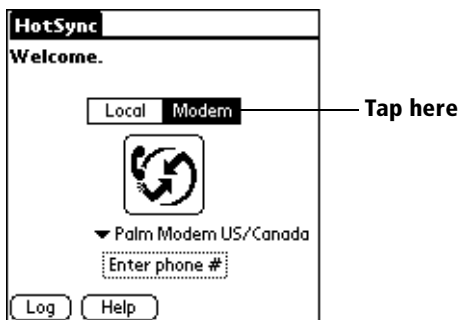 HotSync
Welcome.
Local Modem Tap here
Palm Modem US/Canada
Enter phone #
Log Help